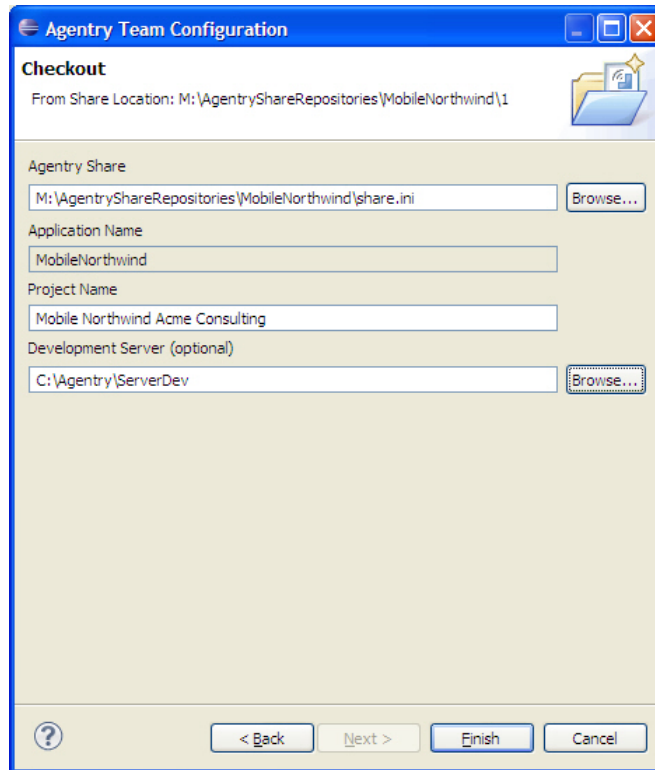 Agentry Team Configuration
Checkout
From Share Location: M:\AgentryShareRepositories\MobileNorthwind\1
Agentry Share
M:\AgentryShareRepositories\MobileNorthwind\share.ini
Browse...
Application Name
MobileNorthwind
Project Name
Mobile Northwind Acme Consulting
Development Server (optional)
C:\Agentry\ServerDev
Browse...
?
< Back
Next >
Finish
Cancel